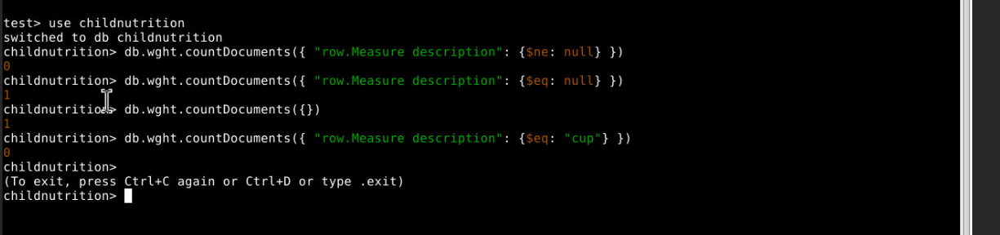 test> use childnutrition
switched to db childnutrition
childnutrition> db.wght.countDocuments({ "row.Measure description": {$ne: null} })
0
childnutrition> db.wght.countDocuments({ "row.Measure description": {$eq: null} })
1
childnutrition> db.wght.countDocuments({})
1
childnutrition> db.wght.countDocuments({ "row.Measure description": {$eq: "cup"} })
0
childnutrition>
(To exit, press Ctrl+C again or Ctrl+D or type .exit)
childnutrition>